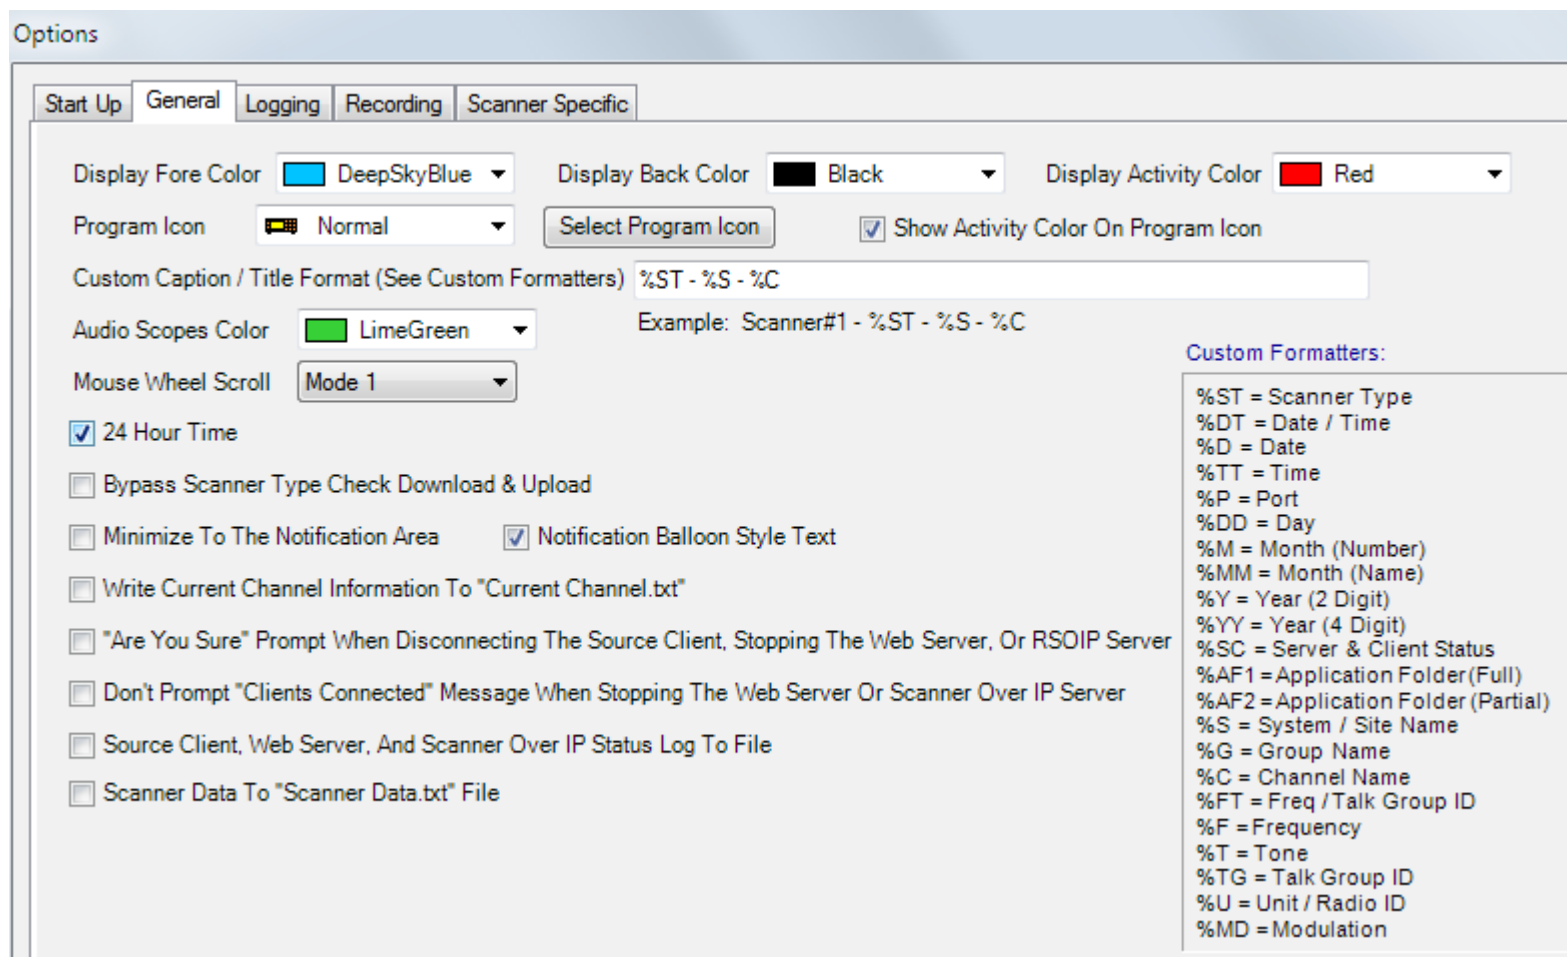 Options
Start Up General Logging Recording Scanner Specific
Display Fore Color DeepSkyBlue Display Back Color Black Display Activity Color Red
Program Icon Normal Select Program Icon Show Activity Color On Program Icon
Custom Caption / Title Format (See Custom Formatters) %ST - %S - %C
Audio Scopes Color LimeGreen Example: Scanner#1 - %ST - %S - %C
Mouse Wheel Scroll Mode 1
24 Hour Time
Bypass Scanner Type Check Download & Upload
Minimize To The Notification Area Notification Balloon Style Text
Write Current Channel Information To "Current Channel.txt"
"Are You Sure" Prompt When Disconnecting The Source Client, Stopping The Web Server, Or RSOIP Server
Don't Prompt "Clients Connected" Message When Stopping The Web Server Or Scanner Over IP Server
Source Client, Web Server, And Scanner Over IP Status Log To File
Scanner Data To "Scanner Data.txt" File
Custom Formatters:
%ST = Scanner Type
%DT = Date / Time
%D = Date
%TT = Time
%P = Port
%DD = Day
%M = Month (Number)
%MM = Month (Name)
%Y = Year (2 Digit)
%YY = Year (4 Digit)
%SC = Server & Client Status
%AF1 = Application Folder (Full)
%AF2 = Application Folder (Partial)
%S = System / Site Name
%G = Group Name
%C = Channel Name
%FT = Freq / Talk Group ID
%F = Frequency
%T = Tone
%TG = Talk Group ID
%U = Unit / Radio ID
%MD = Modulation